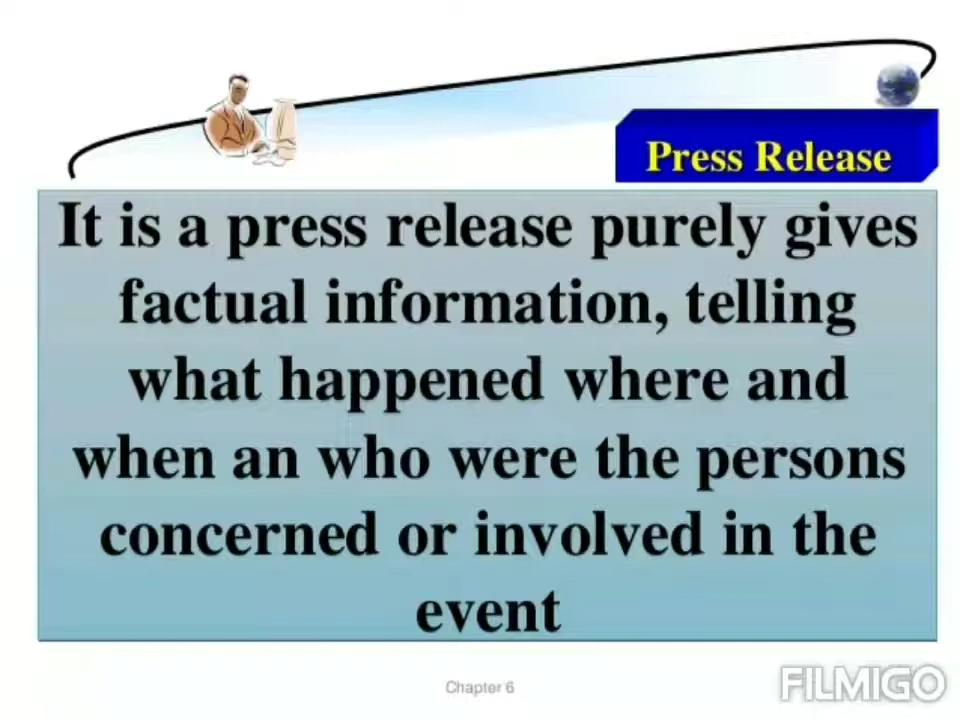 Press Release
It is a press release purely gives
factual information, telling
what happened where and
when an who were the persons
concerned or involved in the
event
Chapter 6
FILMIGO